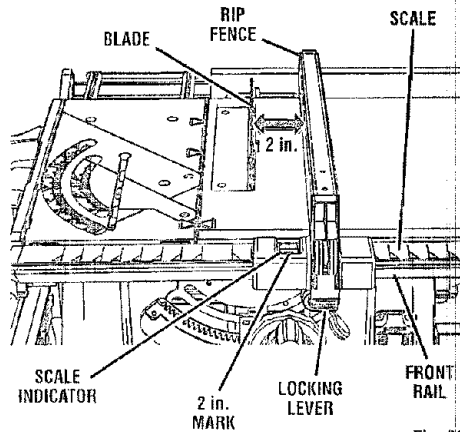 BLADE
RIP
FENCE
SCALE
2 in.
SCALE
INDICATOR
2 in.
MARK
LOCKING
LEVER
FRONT
RAIL